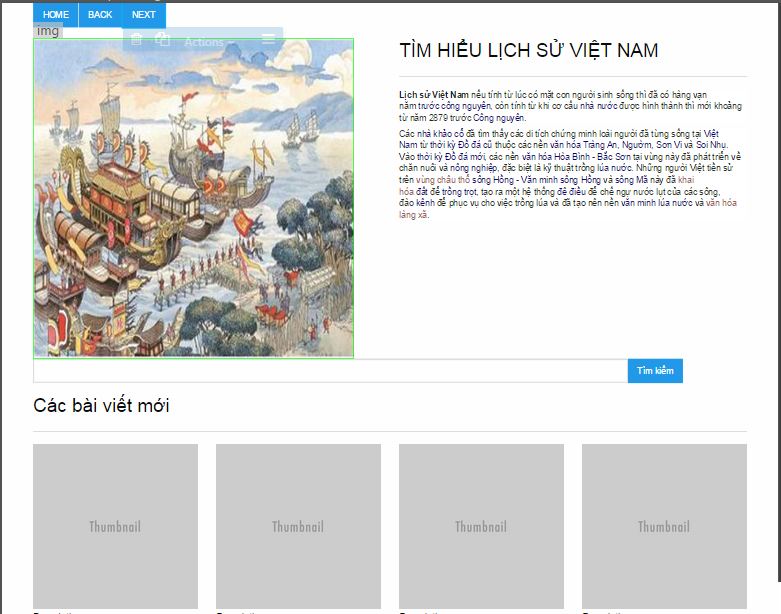 HOME BACK NEXT
img
Actions
TÌM HIỂU LỊCH SỬ VIỆT NAM
Lịch sử Việt Nam nếu tính từ lúc có mặt con người sinh sống thì đã có hàng vạn
năm trước công nguyên, còn tính từ khi cơ cấu nhà nước được hình thành thì mới khoảng
từ năm 2879 trước Công nguyên.
Các nhà khảo cổ đã tìm thấy các di tích chứng minh loài người đã từng sống tại Việt
Nam từ thời kỳ Đồ đá cũ thuộc các nền văn hóa Tràng An, Ngườm, Sơn Vi và Soi Nhụ.
Vào thời kỳ Đồ đá mới, các nền văn hóa Hòa Bình - Bắc Sơn tại vùng này đã phát triển về
chăn nuôi và nông nghiệp, đặc biệt là kỹ thuật trồng lúa nước. Những người Việt tiền sử
trên vùng châu thổ sông Hồng - Văn minh sông Hồng và sông Mã này đã khai
hóa đất để trồng trọt, tạo ra một hệ thống đê điều để chế ngự nước lụt của các sông,
đào kênh để phục vụ cho việc trồng lúa và đã tạo nên nền văn minh lúa nước và văn hóa
làng xã.
Tìm kiếm
Các bài viết mới
Thumbnail Thumbnail Thumbnail Thumbnail